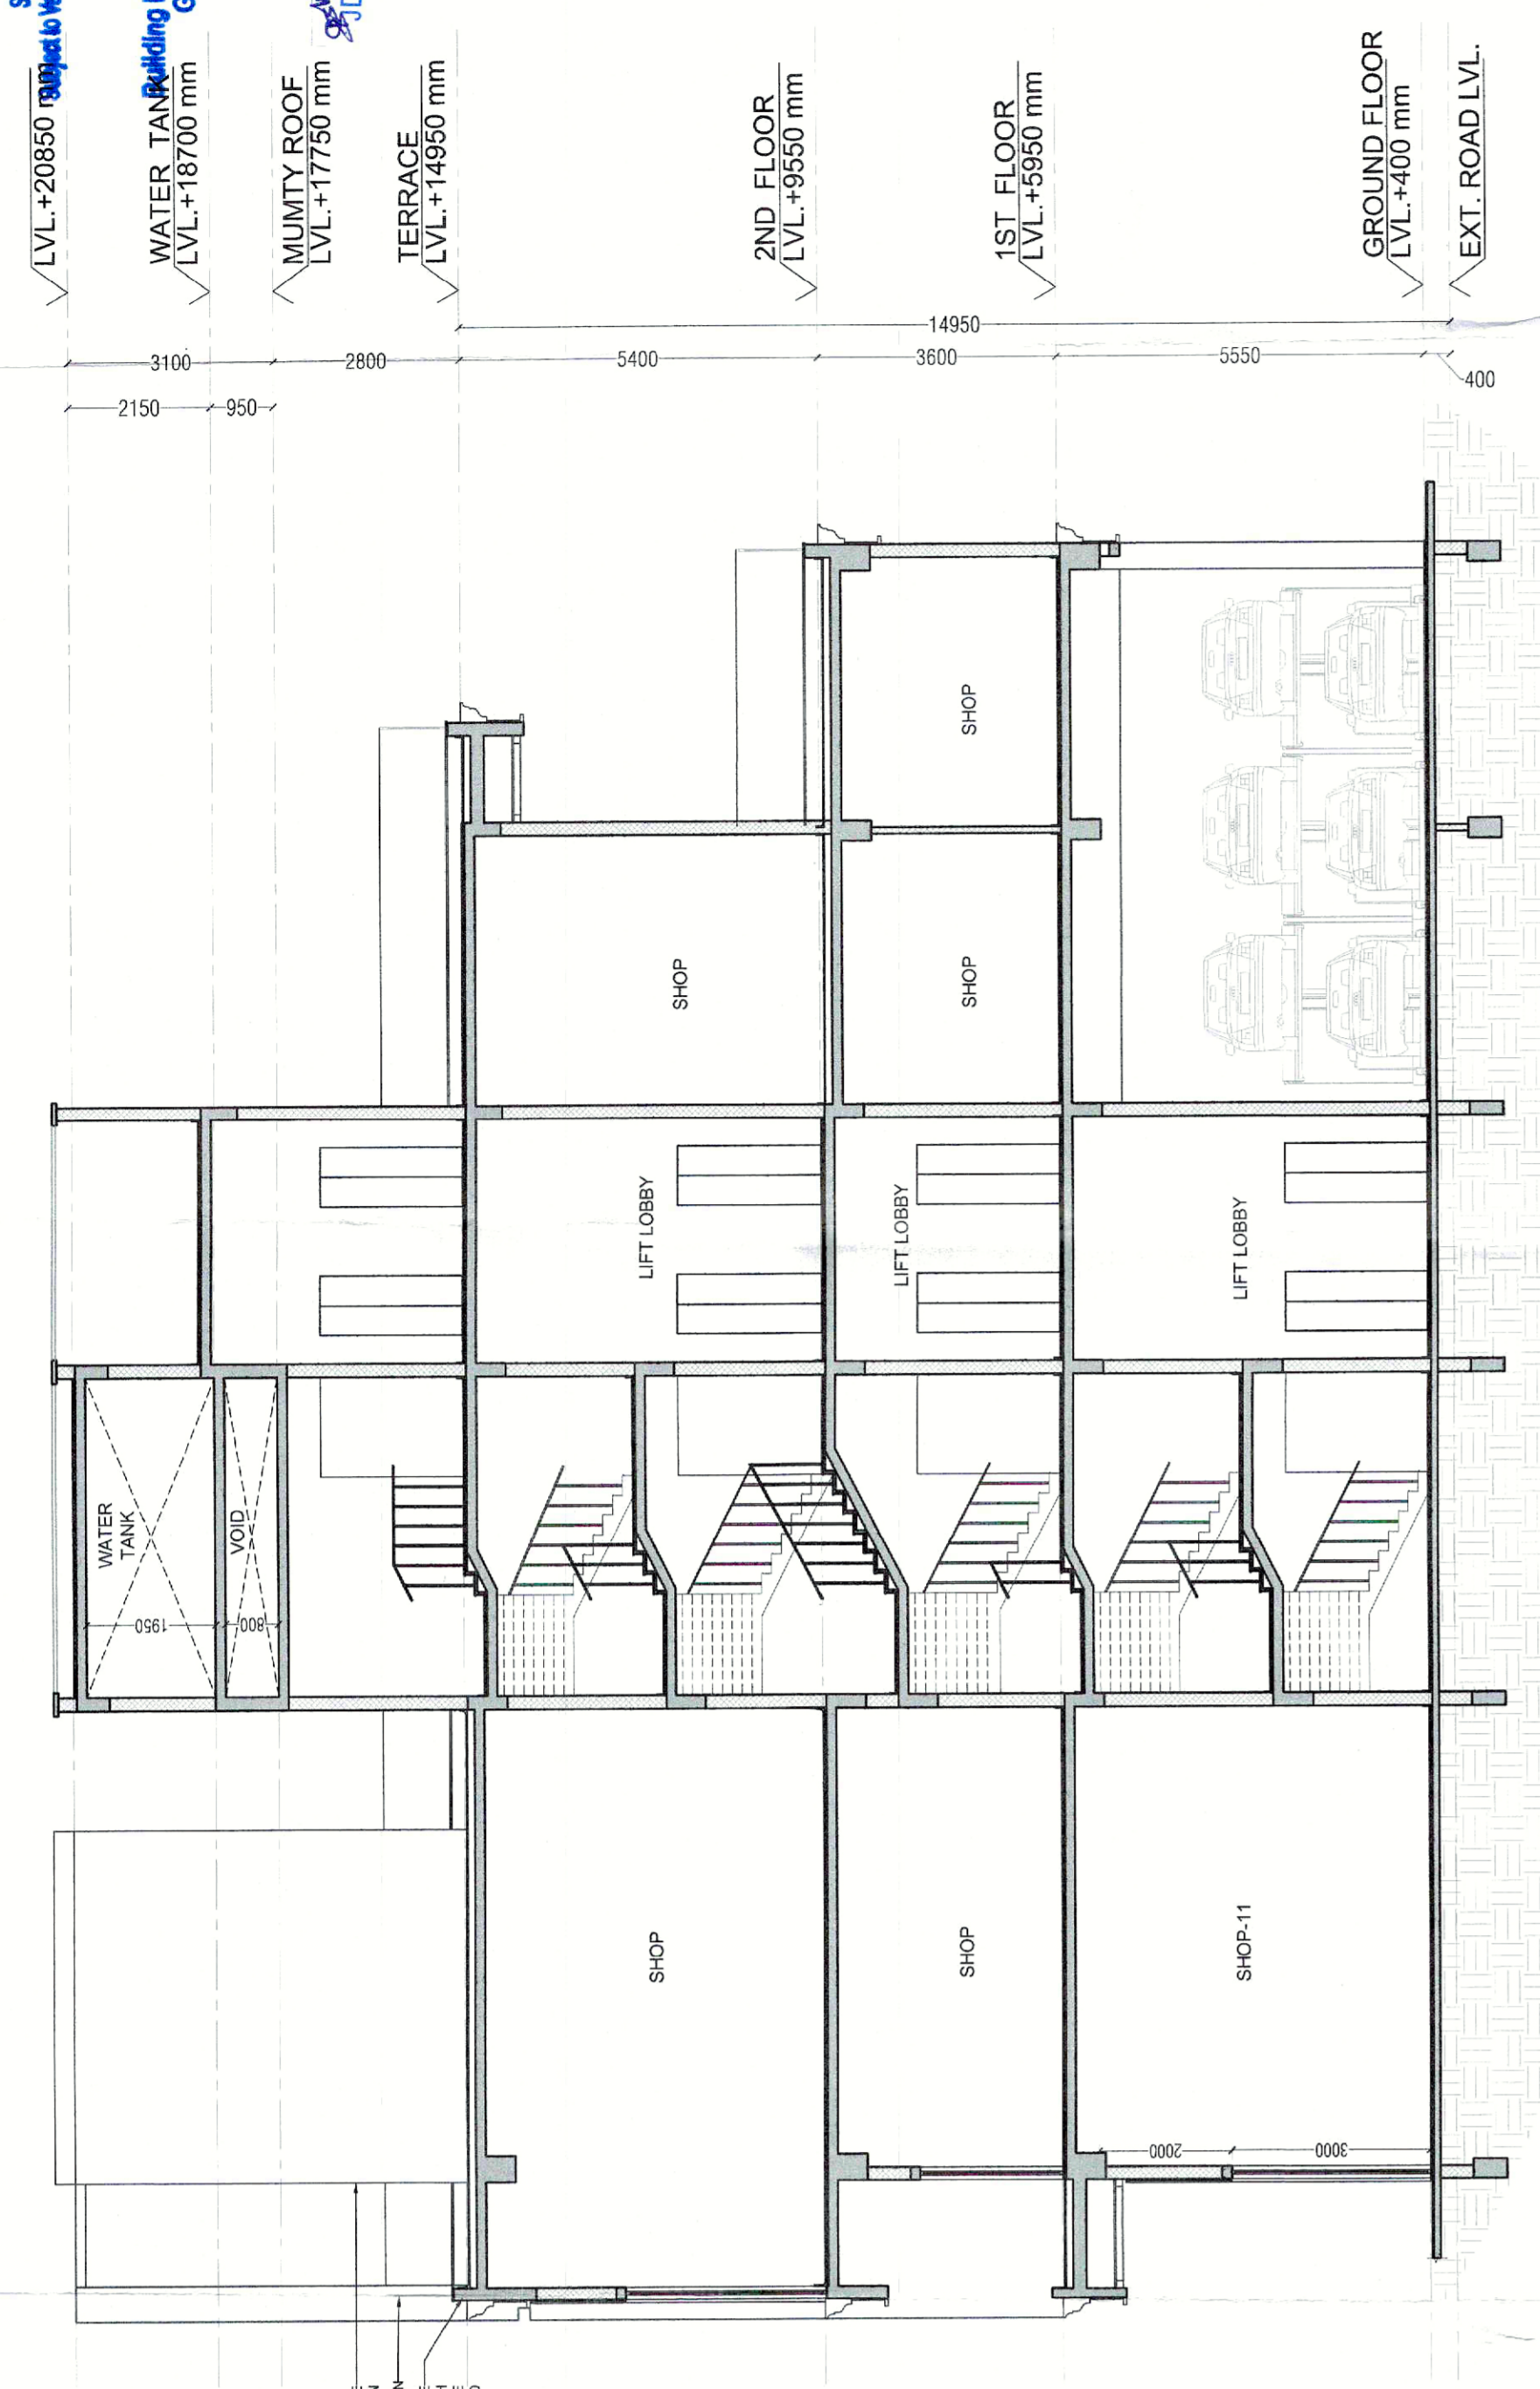 LVL.+20850 mm
WATER TANK
LVL.+18700 mm
MUMTY ROOF
LVL.+17750 mm
TERRACE
LVL.+14950 mm
2ND FLOOR
LVL.+9550 mm
1ST FLOOR
LVL.+5950 mm
GROUND FLOOR
LVL.+400 mm
EXT. ROAD LVL.
Building
14950
3100
2800
5400
3600
5550
400
2150
950
SHOP
SHOP
SHOP
LIFT LOBBY
LIFT LOBBY
LIFT LOBBY
WATER
TANK
VOID
1950
800
SHOP
SHOP
SHOP-11
2000
3000